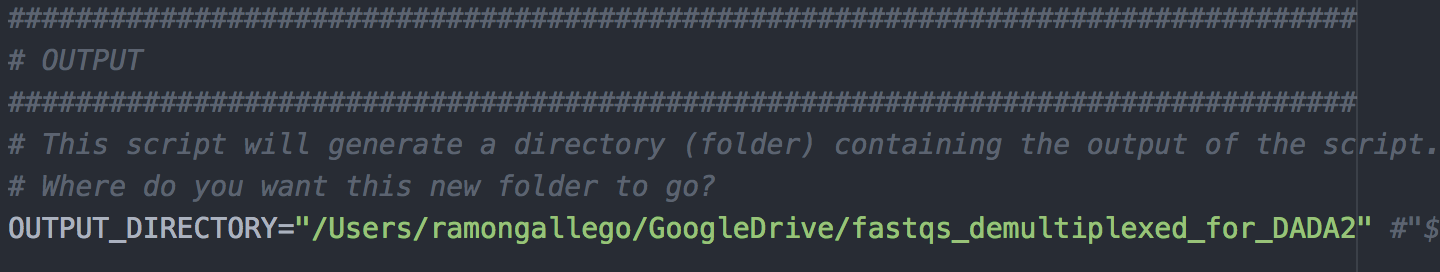 ################################################################################
# OUTPUT
################################################################################
# This script will generate a directory (folder) containing the output of the script.
# Where do you want this new folder to go?
OUTPUT_DIRECTORY="/Users/ramongallego/GoogleDrive/fastqs_demultiplexed_for_DADA2" #"$